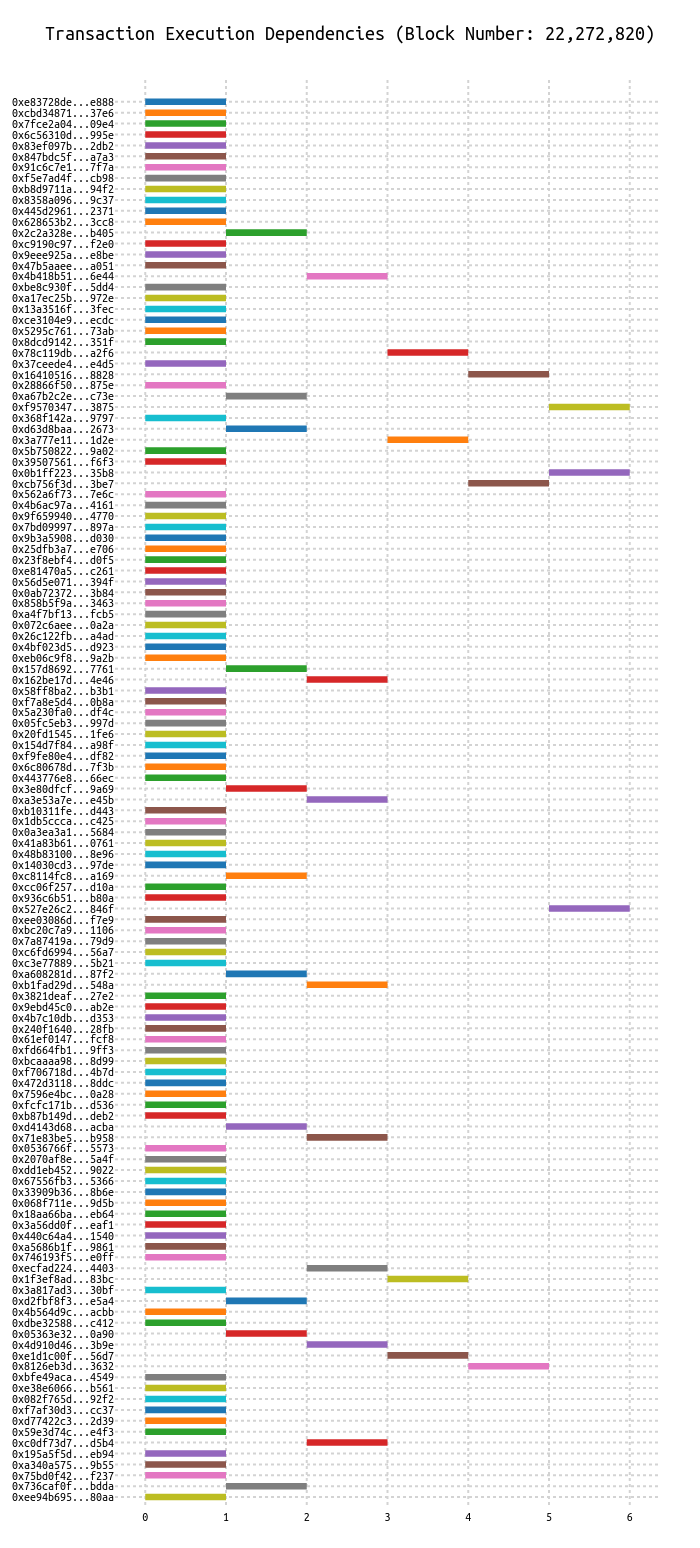 Transaction Execution Dependencies (Block Number: 22,272,820)
0xe83728de...e888
0xcbd34871...37e6
0x7fce2a04...09e4
0x6c56310d...995e
0x83ef097b...2db2
0x847bdc5f...a7a3
0x91c6c7e1...7f7a
0xf5e7ad4f...cb98
0xb8d9711a...94f2
0x8358a096...9c37
0x445d2961...2371
0x628653b2...3cc8
0x2c2a328e...b405
0xc9190c97...f2e0
0x9eee925a...e8be
0x47b5aaee...a051
0x4b418b51...6e44
0xbe8c930f...5dd4
0xa17ec25b...972e
0x13a3516f...3fec
0xce3104e9...ecdc
0x5295c761...73ab
0x8dcd9142...351f
0x78c119db...a2f6
0x37ceede4...e4d5
0x16410516...8828
0x28866f50...875e
0xa67b2c2e...c73e
0xf9570347...3875
0x368f142a...9797
0xd63d8baa...2673
0x3a777e11...1d2e
0x5b750822...9a02
0x39507561...f6f3
0x0b1ff223...35b8
0xcb756f3d...3be7
0x562a6f73...7e6c
0x4b6ac97a...4161
0x9f659940...4770
0x7bd09997...897a
0x9b3a5908...d030
0x25dfb3a7...e706
0x23f8ebf4...d0f5
0xe81470a5...c261
0x56d5e071...394f
0x0ab72372...3b84
0x858b5f9a...3463
0xa4f7bf13...fcb5
0x072c6aee...0a2a
0x26c122fb...a4ad
0x4bf023d5...d923
0xeb06c9f8...9a2b
0x157d8692...7761
0x162be17d...4e46
0x58ff8ba2...b3b1
0xf7a8e5d4...0b8a
0x5a230fa0...df4c
0x05fc5eb3...997d
0x20fd1545...1fe6
0x154d7f84...a98f
0xf9fe80e4...df82
0x6c80678d...7f3b
0x443776e8...66ec
0x3e80dfcf...9a69
0xa3e53a7e...e45b
0xb10311fe...d443
0x1db5ccca...c425
0x0a3ea3a1...5684
0x41a83b61...0761
0x48b83100...8e96
0x14030cd3...97de
0xc8114fc8...a169
0xcc06f257...d10a
0x936c6b51...b80a
0x527e26c2...846f
0xee03086d...f7e9
0xbc20c7a9...1106
0x7a87419a...79d9
0xc6fd6994...56a7
0xc3e77889...5b21
0xa608281d...87f2
0xb1fad29d...548a
0x3821deaf...27e2
0x9ebd45c0...ab2e
0x4b7c10db...d353
0x240f1640...28fb
0x61ef0147...fcf8
0xfd664fb1...9ff3
0xbcaaaa98...8d99
0xf706718d...4b7d
0x472d3118...8ddc
0x7596e4bc...0a28
0xfcfc171b...d536
0xb87b149d...deb2
0xd4143d68...acba
0x71e83be5...b958
0x0536766f...5573
0x2070af8e...5a4f
0xdd1eb452...9022
0x67556fb3...5366
0x33909b36...8b6e
0x068f711e...9d5b
0x18aa66ba...eb64
0x3a56dd0f...eaf1
0x440c64a4...1540
0xa5686b1f...9861
0x746193f5...e0ff
0xecfad224...4403
0x1f3ef8ad...83bc
0x3a817ad3...30bf
0xd2fbf8f3...e5a4
0x4b564d9c...acbb
0xdbe32588...c412
0x05363e32...0a90
0x4d910d46...3b9e
0xe1d1c00f...56d7
0x8126eb3d...3632
0xbfe49aca...4549
0xe38e6066...b561
0x082f765d...92f2
0xf7af30d3...cc37
0xd77422c3...2d39
0x59e3d74c...e4f3
0xc0df73d7...d5b4
0x195a5f5d...eb94
0xa340a575...9b55
0x75bd0f42...f237
0x736caf0f...bdda
0xee94b695...80aa
0 1 2 3 4 5 6